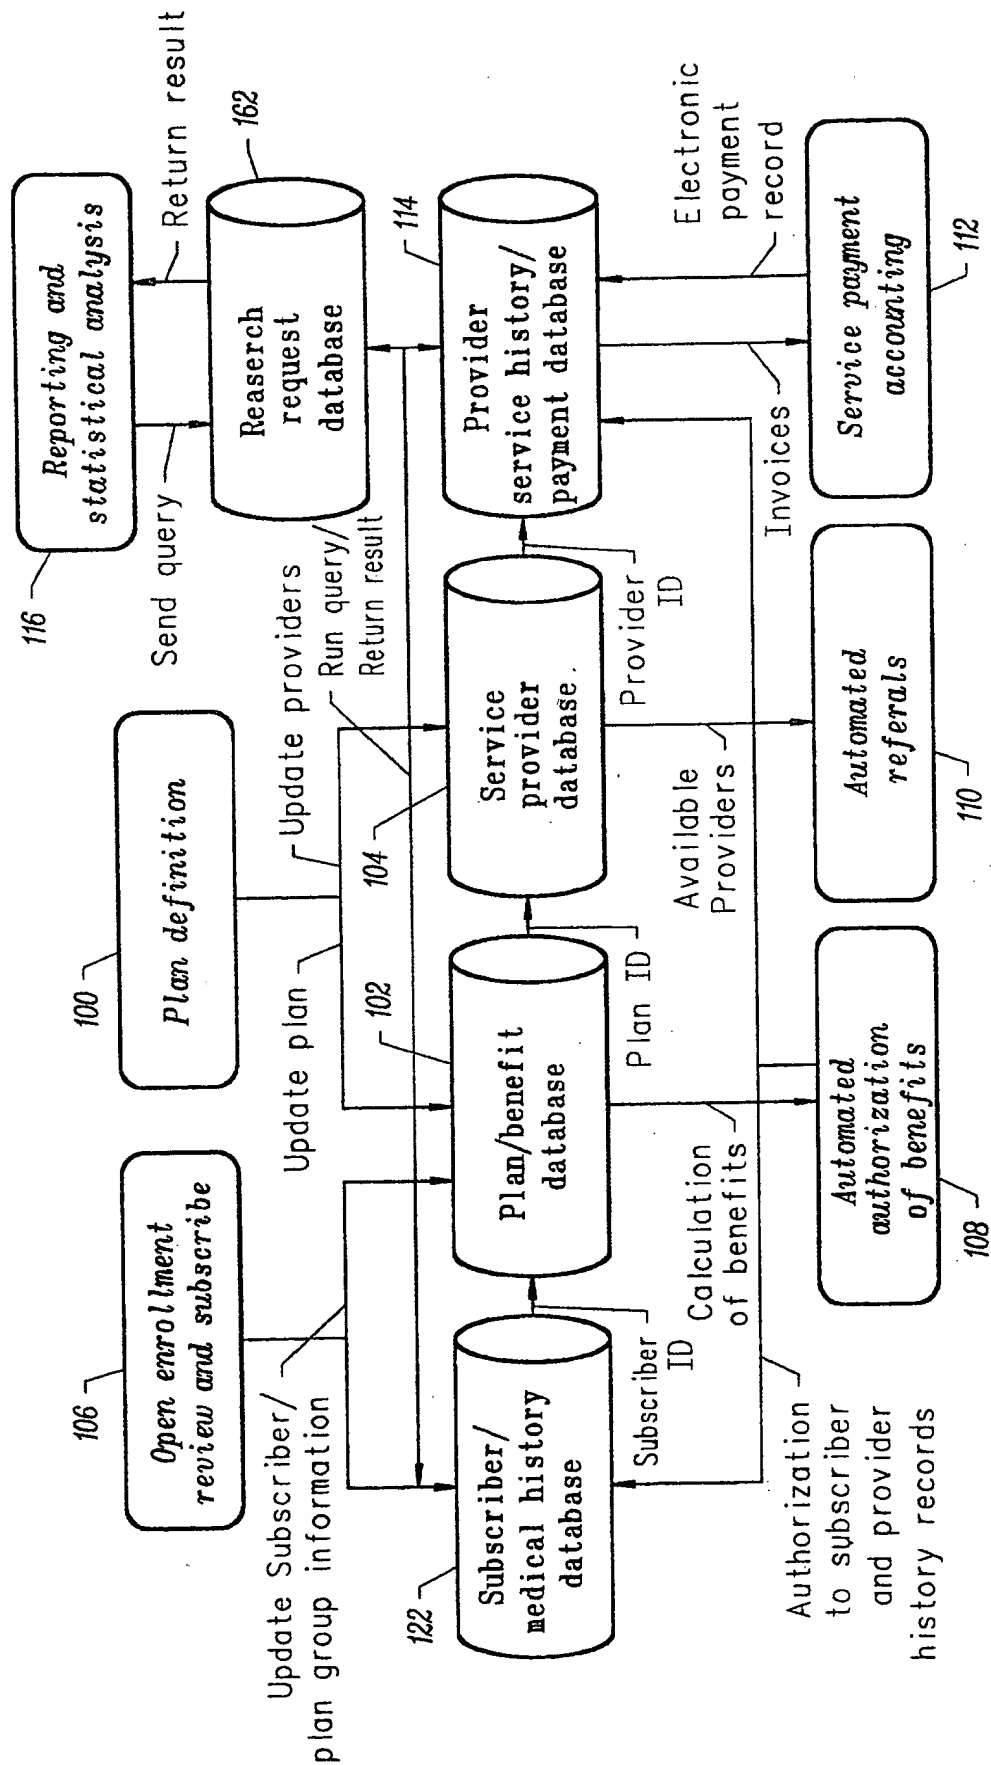 106
Open enrollment
review and subscribe
100
Plan definition
116
Reporting and
statistical analysis
Send query
Return result
Update Subscriber/
plan group information
Update plan
Update providers
Run query/
Return result
162
Reaserch
request
database
122
Subscriber/
medical history
database
102
Plan/benefit
database
104
Service
provider
database.
114
Provider
service history/
payment database
Subscriber
ID
Plan ID
Provider
ID
Calculation
of benefits
Available
Providers
Invoices
Electronic
payment
record
Authorization
to subscriber
and provider
history records
Automated
authorization
of benefits
108
Automated
referals
110
Service payment
accounting
112